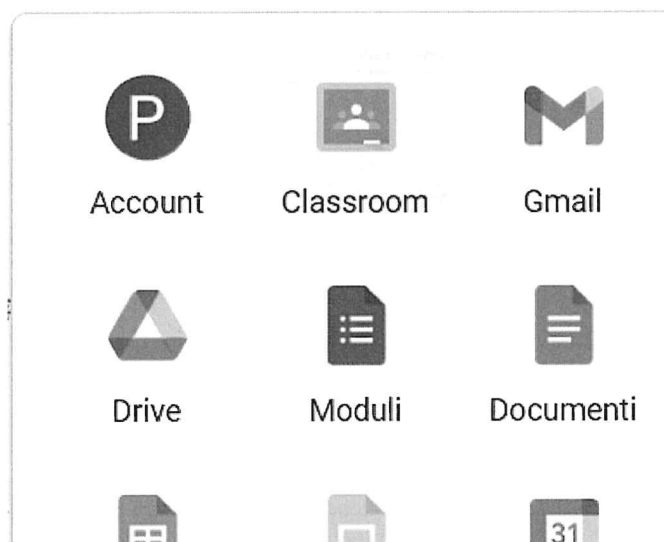 P
Account
Classroom
Gmail
Drive
Moduli
Documenti
31